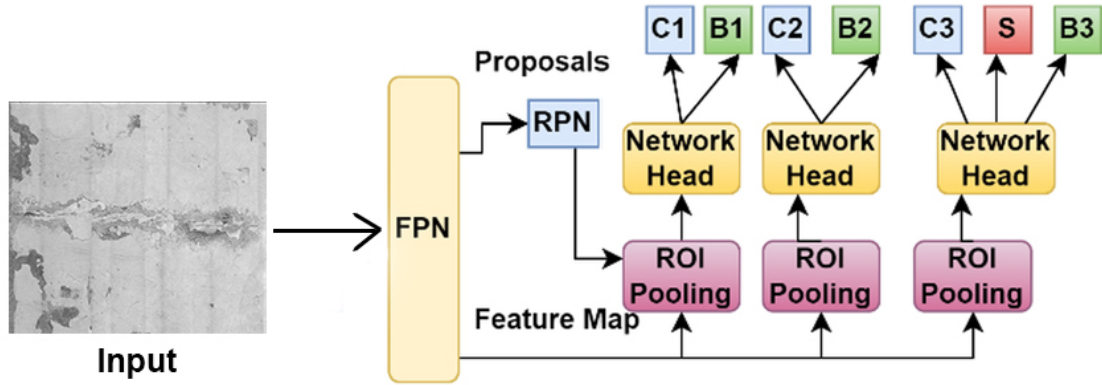 C1 B1 C2 B2 C3 S B3
Proposals
RPN
Network
Head
Network
Head
Network
Head
FPN
ROI
Pooling
ROI
Pooling
ROI
Pooling
Feature Map
Input